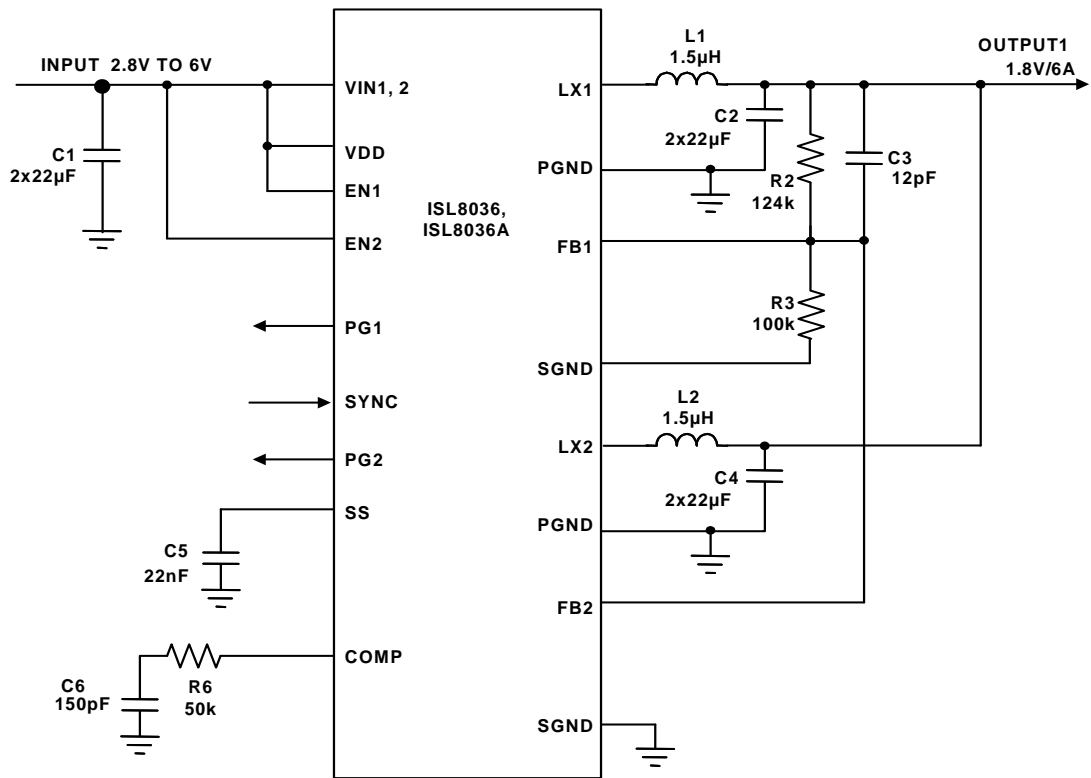 INPUT 2.8V TO 6V
C1
2x22µF
VIN1, 2
VDD
EN1
EN2
PG1
SYNC
PG2
SS
C5
22nF
COMP
R6
50k
C6
150pF
ISL8036,
ISL8036A
LX1
PGND
FB1
SGND
LX2
PGND
FB2
SGND
L1
1.5µH
OUTPUT1
1.8V/6A
C2
2x22µF
R2
124k
C3
12pF
R3
100k
L2
1.5µH
C4
2x22µF